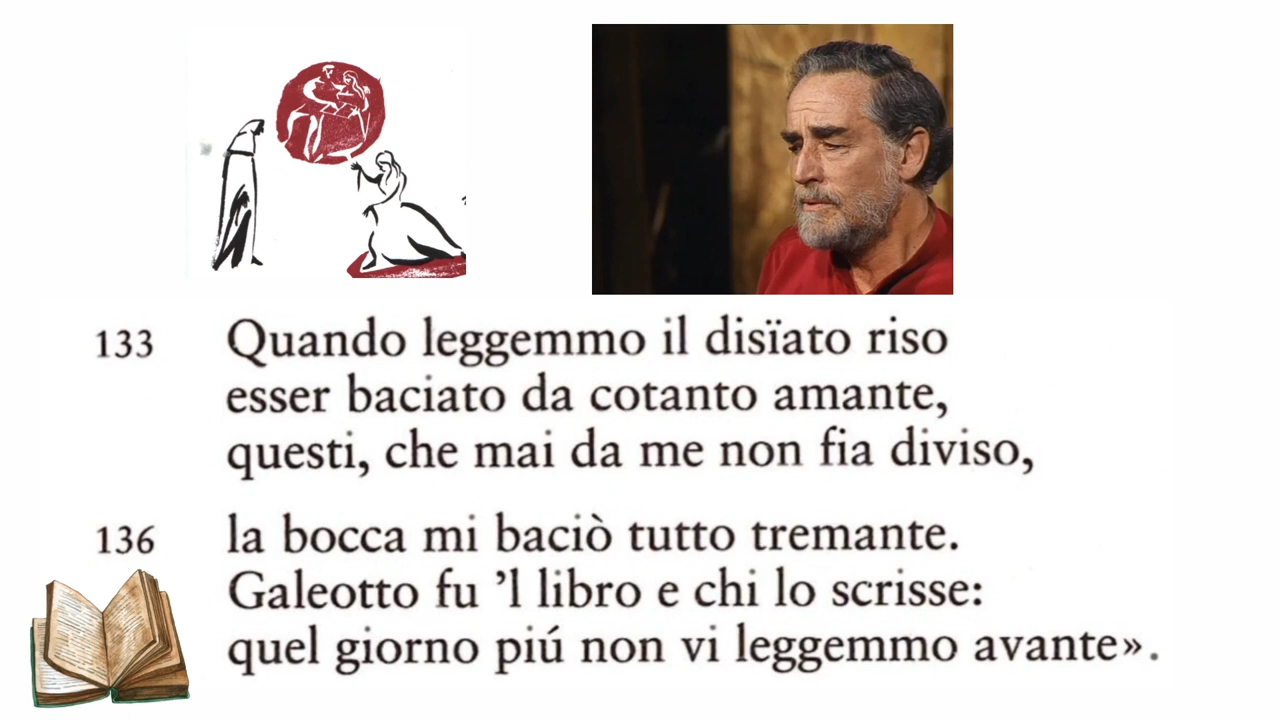 133 Quando leggemmo il disïato riso
esser baciato da cotanto amante,
questi, che mai da me non fia diviso,
136 la bocca mi baciò tutto tremante.
Galeotto fu ’l libro e chi lo scrisse:
quel giorno piú non vi leggemmo avante».